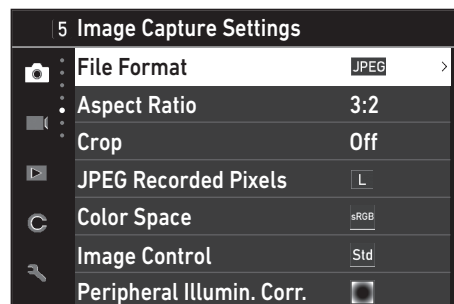 5 Image Capture Settings
File Format JPEG >
Aspect Ratio 3:2
Crop Off
JPEG Recorded Pixels L
Color Space sRGB
Image Control Std
Peripheral Illumin. Corr.
C